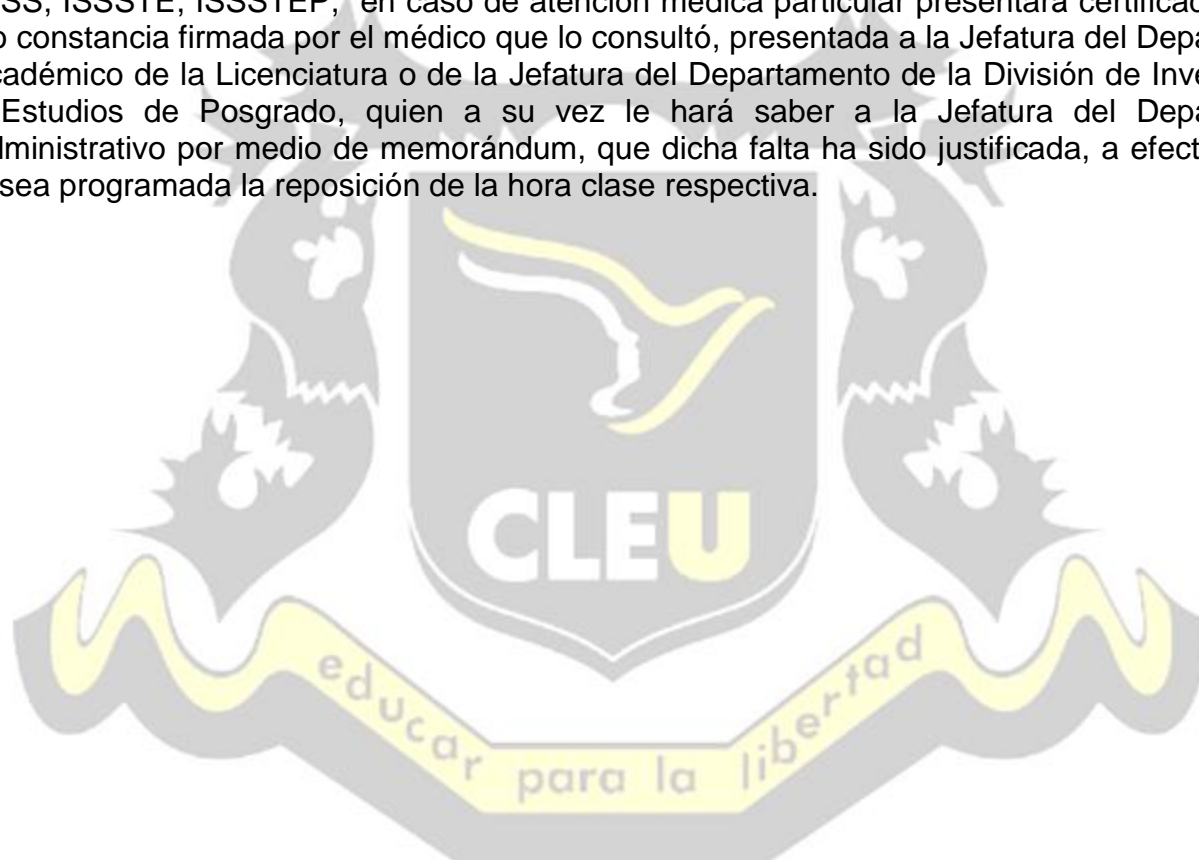 SS, ISSSTE, ISSSTEP, en caso de atención médica particular presentará certificad
o constancia firmada por el médico que lo consultó, presentada a la Jefatura del Depa
cadémico de la Licenciatura o de la Jefatura del Departamento de la División de Inve
Estudios de Posgrado, quien a su vez le hará saber a la Jefatura del Depa
dministrativo por medio de memorándum, que dicha falta ha sido justificada, a efect
sea programada la reposición de la hora clase respectiva.
CLEU
educar para la libertad